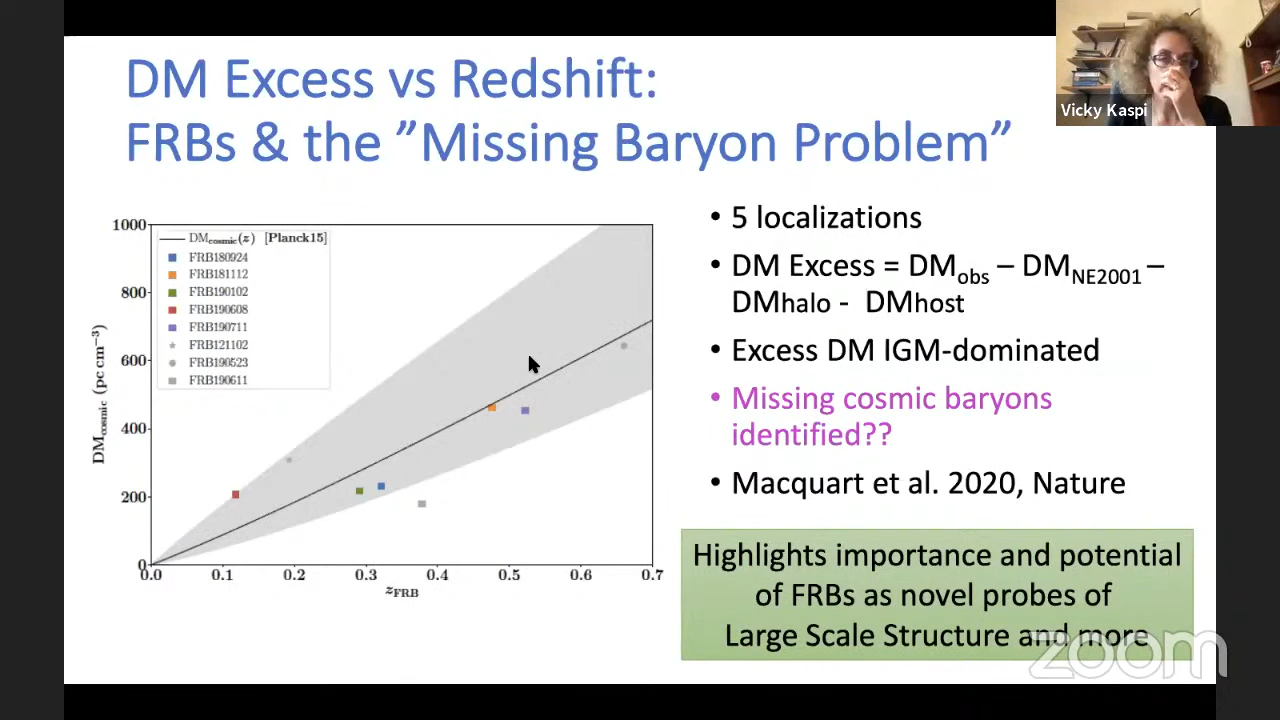 DM Excess vs Redshift:
FRBs & the ”Missing Baryon Problem”
Vicky Kaspi
1000
800
600
400
200
0
DMcosmic (pc cm−3)
DMcosmic(z) [Planck15]
FRB180924
FRB181112
FRB190102
FRB190608
FRB190711
FRB121102
FRB190523
FRB190611
0.0 0.1 0.2 0.3 0.4 0.5 0.6 0.7
zFRB
• 5 localizations
• DM Excess = DMobs – DMNE2001 –
DMhalo - DMhost
• Excess DM IGM-dominated
• Missing cosmic baryons
identified??
• Macquart et al. 2020, Nature
Highlights importance and potential
of FRBs as novel probes of
Large Scale Structure and more
zoom